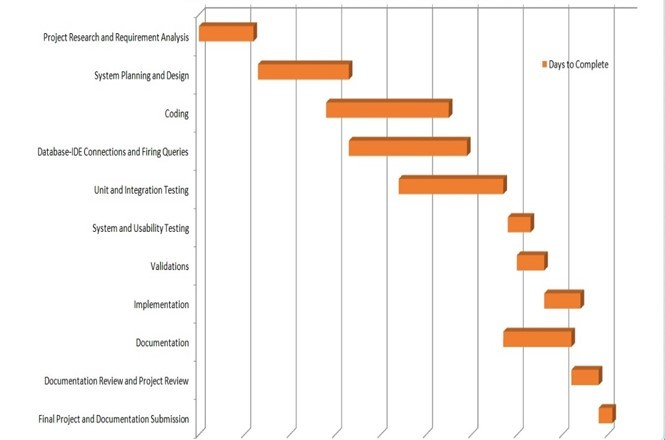 Project Research and Requirement Analysis
System Planning and Design
Days to Complete
Coding
Database-IDE Connections and Firing Queries
Unit and Integration Testing
System and Usability Testing
Validations
Implementation
Documentation
Documentation Review and Project Review
Final Project and Documentation Submission